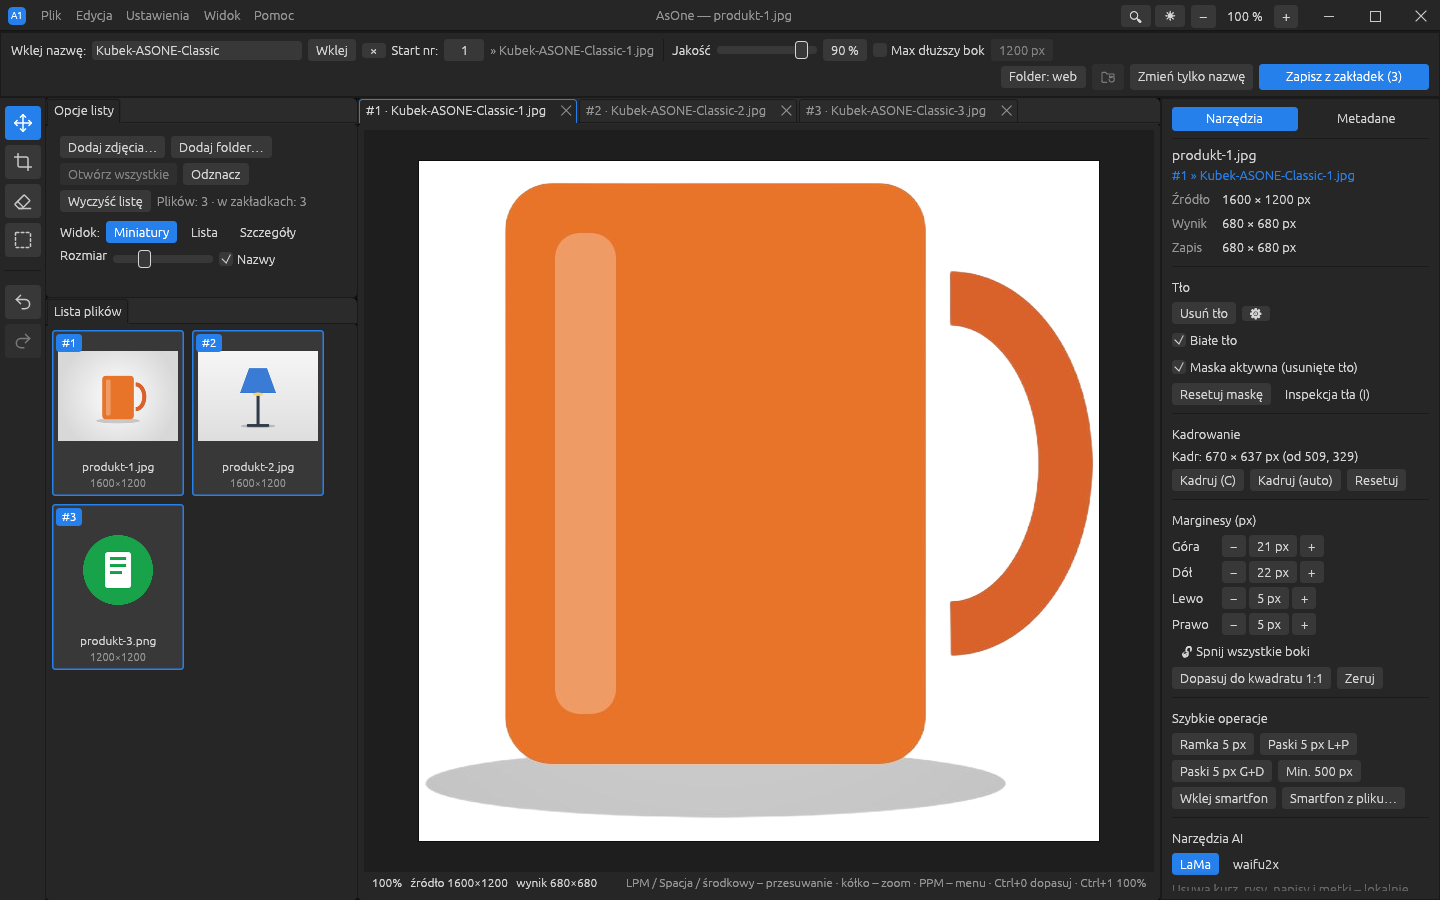 A1 Plik Edycja Ustawienia Widok Pomoc AsOne — produkt-1.jpg − 100 % +
Wklej nazwę: Kubek-ASONE-Classic Wklej × Start nr: 1 » Kubek-ASONE-Classic-1.jpg Jakość 90 % Max dłuższy bok 1200 px
Folder: web Zmień tylko nazwę Zapisz z zakładek (3)
Opcje listy
Dodaj zdjęcia… Dodaj folder…
Otwórz wszystkie Odznacz
Wyczyść listę Plików: 3 · w zakładkach: 3
Widok: Miniatury Lista Szczegóły
Rozmiar Nazwy
Lista plików
#1 #2
produkt-1.jpg produkt-2.jpg
1600×1200 1600×1200
#3
produkt-3.png
1200×1200
#1 · Kubek-ASONE-Classic-1.jpg #2 · Kubek-ASONE-Classic-2.jpg #3 · Kubek-ASONE-Classic-3.jpg
100% źródło 1600×1200 wynik 680×680 LPM / Spacja / środkowy – przesuwanie · kółko – zoom · PPM – menu · Ctrl+0 dopasuj · Ctrl+1 100%
Narzędzia Metadane
produkt-1.jpg
#1 » Kubek-ASONE-Classic-1.jpg
Źródło 1600 × 1200 px
Wynik 680 × 680 px
Zapis 680 × 680 px
Tło
Usuń tło
Białe tło
Maska aktywna (usunięte tło)
Resetuj maskę Inspekcja tła (I)
Kadrowanie
Kadr: 670 × 637 px (od 509, 329)
Kadruj (C) Kadruj (auto) Resetuj
Marginesy (px)
Góra − 21 px +
Dół − 22 px +
Lewo − 5 px +
Prawo − 5 px +
Spnij wszystkie boki
Dopasuj do kwadratu 1:1 Zeruj
Szybkie operacje
Ramka 5 px Paski 5 px L+P
Paski 5 px G+D Min. 500 px
Wklej smartfon Smartfon z pliku…
Narzędzia AI
LaMa waifu2x
Usuwa kurz, rysy, napisy i metki – lokalnie